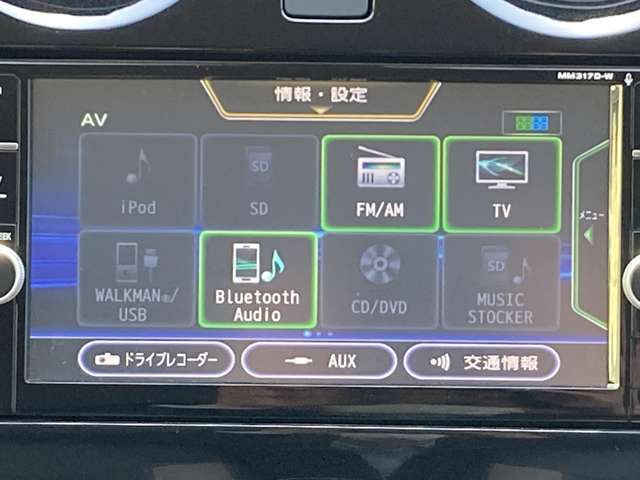 MM317D-W
情報・設定
AV
iPod
SD
SD
FM/AM
TV
メニュー
WALKMAN®/
USB
Bluetooth
Audio
CD/DVD
SD
MUSIC
STOCKER
ドライブレコーダー
AUX
交通情報